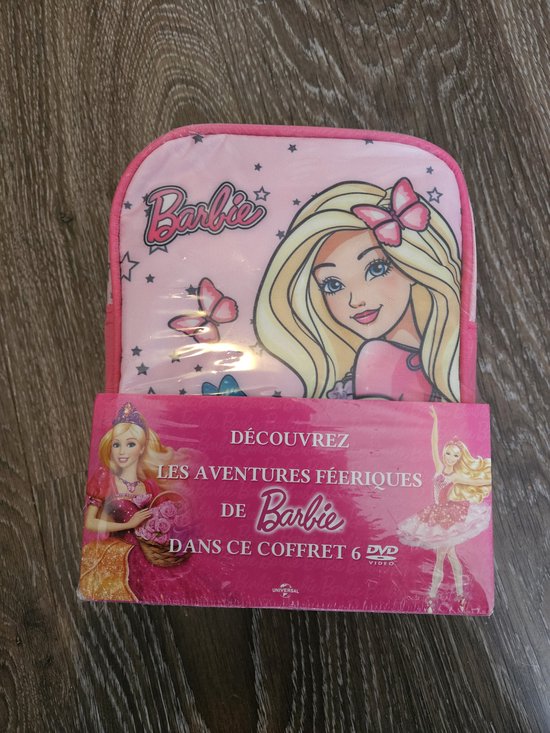 Barbie
DÉCOUVREZ
LES AVENTURES FÉERIQUES
DE Barbie
DANS CE COFFRET 6 DVD
VIDEO
UNIVERSAL